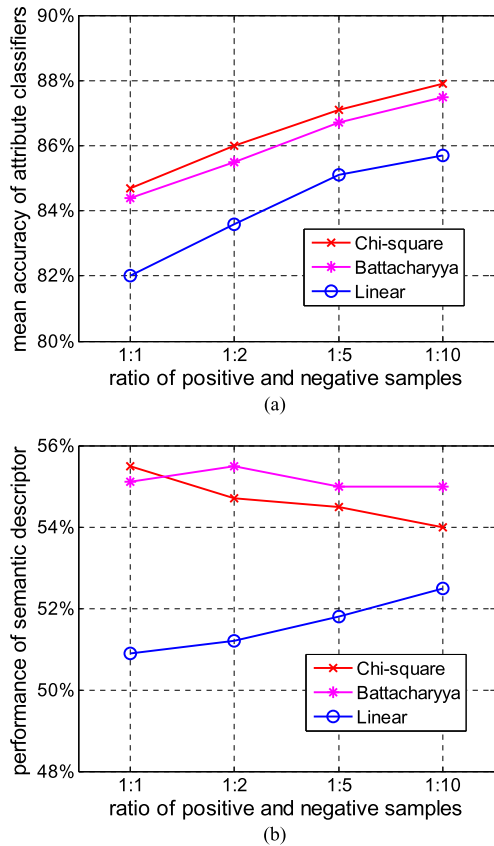 mean accuracy of attribute classifiers
90%
88%
86%
84%
82%
80%
Chi-square
Battacharyya
Linear
1:1 1:2 1:5 1:10
ratio of positive and negative samples
(a)
performance of semantic descriptor
56%
54%
52%
50%
48%
Chi-square
Battacharyya
Linear
1:1 1:2 1:5 1:10
ratio of positive and negative samples
(b)